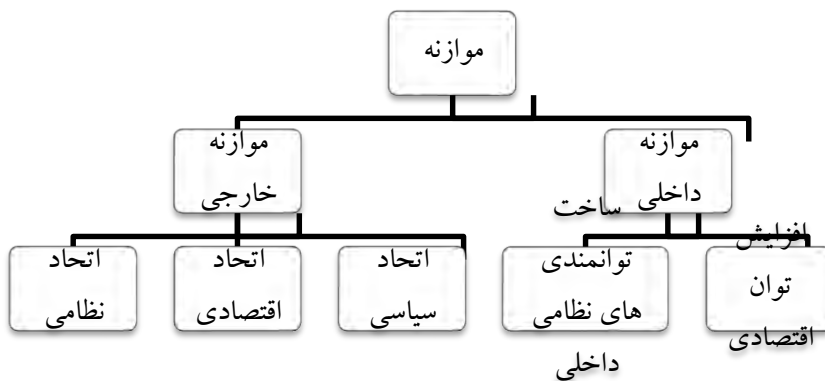 موازنه
موازنه
داخلی
موازنه
خارجی
افزایش
توان
اقتصادی
ساخت
توانمندی
های نظامی
داخلی
اتحاد
سیاسی
اتحاد
اقتصادی
اتحاد
نظامی